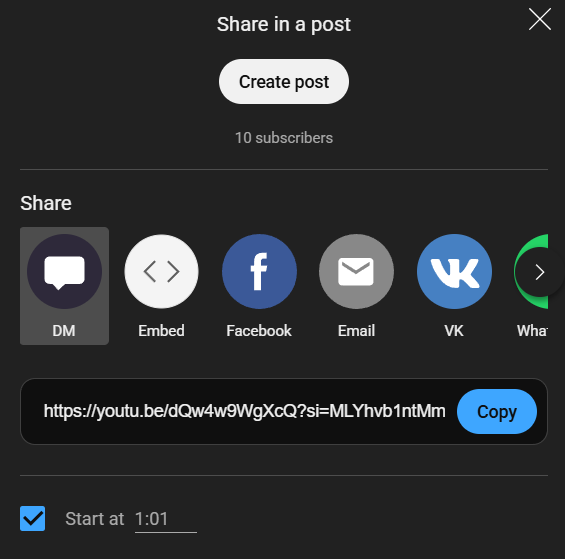 Share in a post
Create post
10 subscribers
Share
DM
Embed
Facebook
Email
VK
What
https://youtu.be/dQw4w9WgXcQ?si=MLYhvb1ntMm
Copy
Start at 1:01